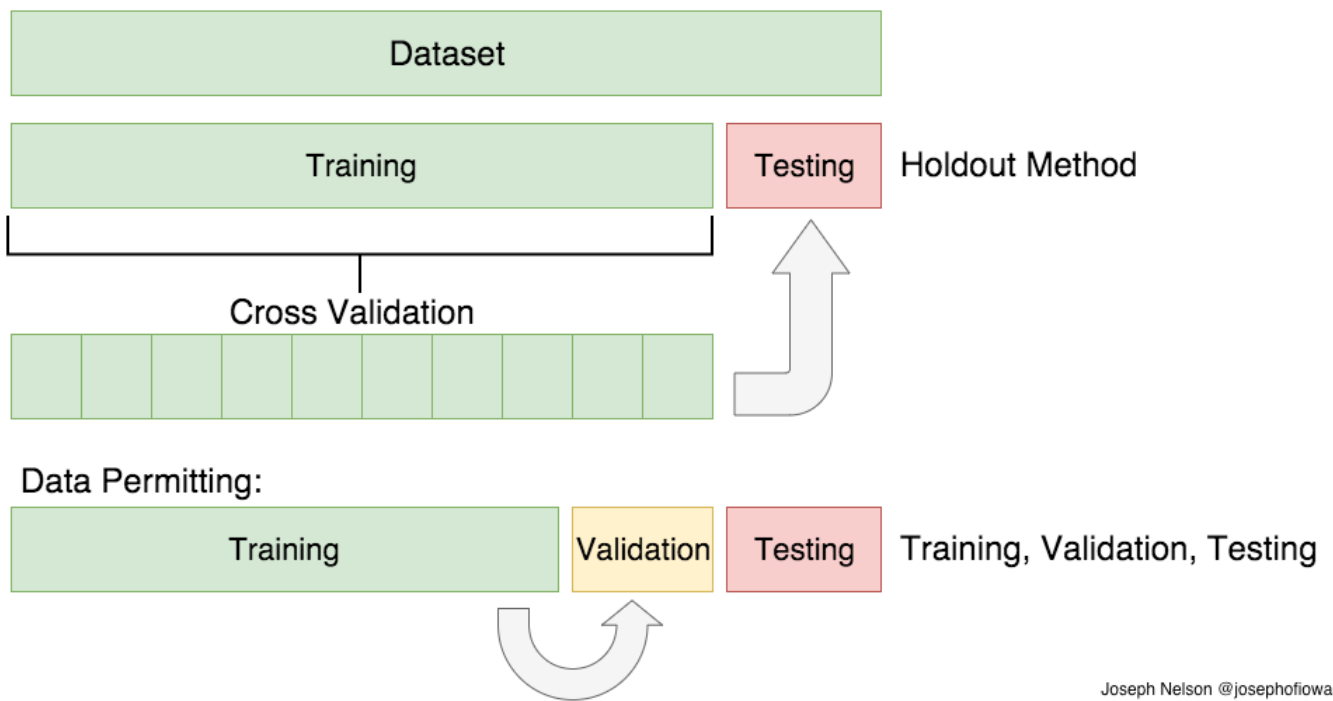 Dataset
Training
Testing
Holdout Method
Cross Validation
Data Permitting:
Training
Validation
Testing
Training, Validation, Testing
Joseph Nelson @josephofiowa